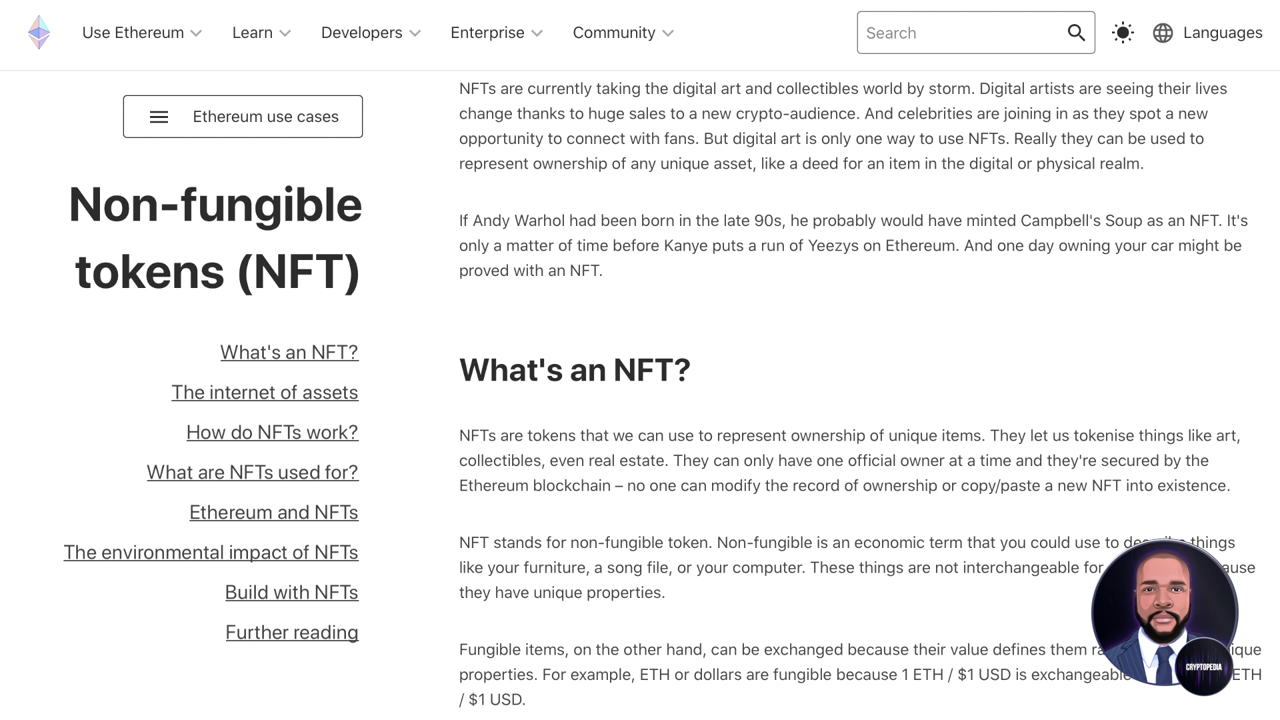 Use Ethereum Learn Developers Enterprise Community Search Languages
Ethereum use cases
Non-fungible
tokens (NFT)
What's an NFT?
The internet of assets
How do NFTs work?
What are NFTs used for?
Ethereum and NFTs
The environmental impact of NFTs
Build with NFTs
Further reading
NFTs are currently taking the digital art and collectibles world by storm. Digital artists are seeing their lives
change thanks to huge sales to a new crypto-audience. And celebrities are joining in as they spot a new
opportunity to connect with fans. But digital art is only one way to use NFTs. Really they can be used to
represent ownership of any unique asset, like a deed for an item in the digital or physical realm.
If Andy Warhol had been born in the late 90s, he probably would have minted Campbell's Soup as an NFT. It's
only a matter of time before Kanye puts a run of Yeezys on Ethereum. And one day owning your car might be
proved with an NFT.
What's an NFT?
NFTs are tokens that we can use to represent ownership of unique items. They let us tokenise things like art,
collectibles, even real estate. They can only have one official owner at a time and they're secured by the
Ethereum blockchain – no one can modify the record of ownership or copy/paste a new NFT into existence.
NFT stands for non-fungible token. Non-fungible is an economic term that you could use to describe things
like your furniture, a song file, or your computer. These things are not interchangeable for
they have unique properties.
Fungible items, on the other hand, can be exchanged because their value defines them
properties. For example, ETH or dollars are fungible because 1 ETH / $1 USD is exchangeable ETH
/ $1 USD.
CRYPTOPEDIA